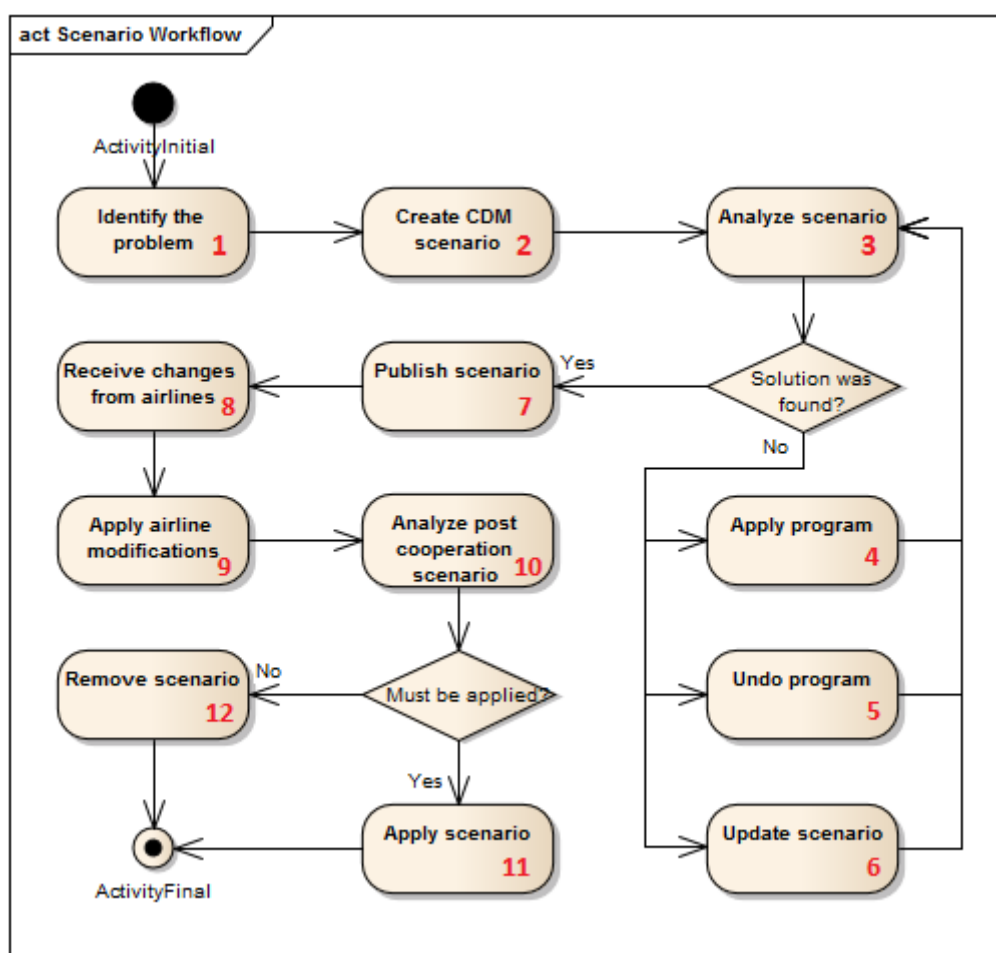 act Scenario Workflow
ActivityInitial
Identify the
problem
1
Create CDM
scenario
2
Analyze scenario
3
Receive changes
from airlines
8
Publish scenario
7
Yes
Solution was
found?
No
Apply airline
modifications
9
Analyze post
cooperation
scenario
10
Apply program
4
Remove scenario
12
No
Must be applied?
Undo program
5
Yes
Apply scenario
11
Update scenario
6
ActivityFinal